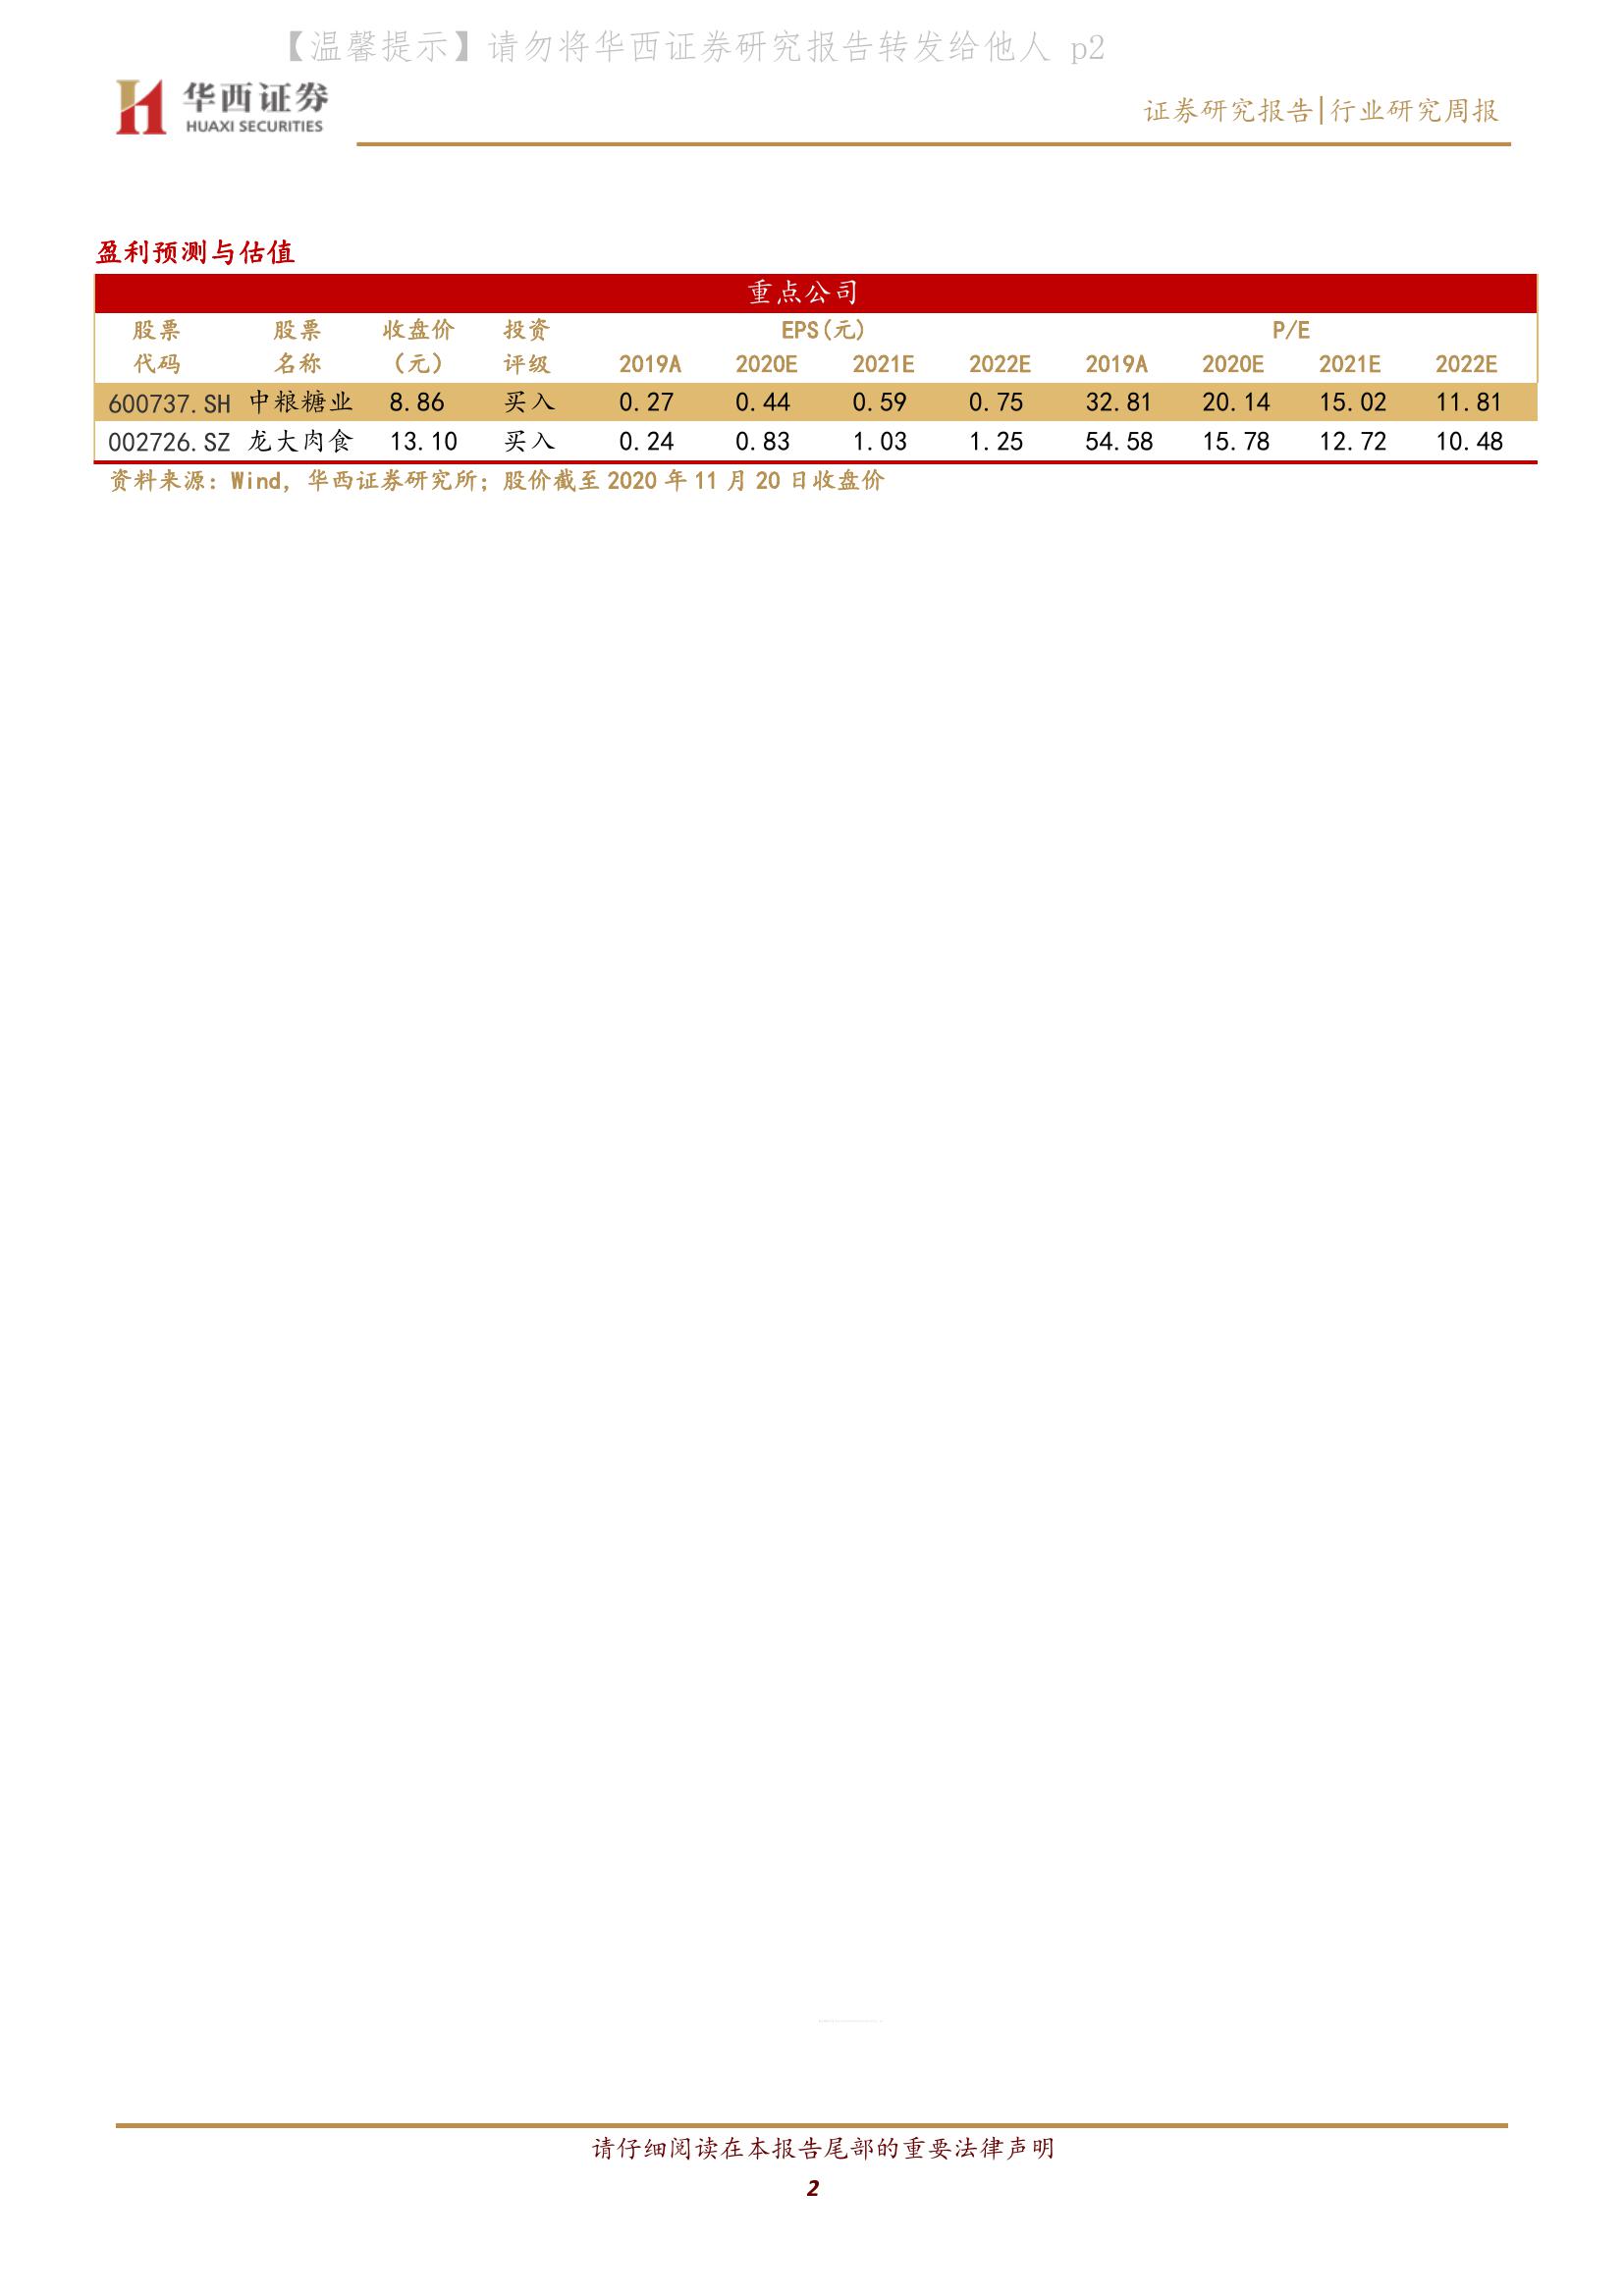 【温馨提示】请勿将华西证券研究报告转发给他人 p2
华西证券
HUAXI SECURITIES
证券研究报告|行业研究周报
盈利预测与估值
重点公司
股票 股票 收盘价 投资 EPS(元) P/E
代码 名称 （元） 评级 2019A 2020E 2021E 2022E 2019A 2020E 2021E 2022E
600737.SH 中粮糖业 8.86 买入 0.27 0.44 0.59 0.75 32.81 20.14 15.02 11.81
002726.SZ 龙大肉食 13.10 买入 0.24 0.83 1.03 1.25 54.58 15.78 12.72 10.48
资料来源：Wind，华西证券研究所；股价截至 2020 年 11 月 20 日收盘价
请仔细阅读在本报告尾部的重要法律声明
2